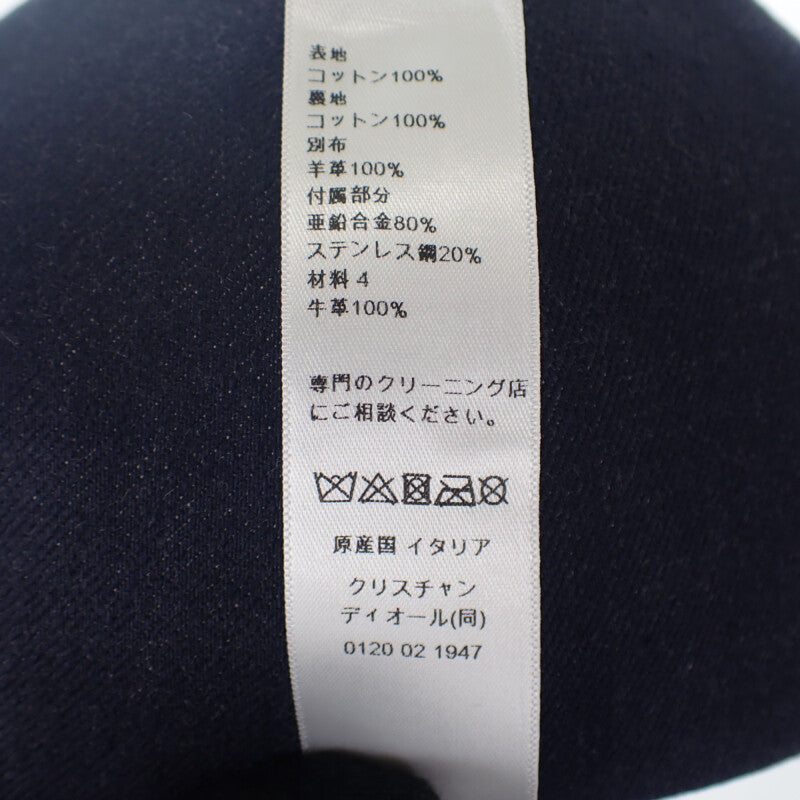 表地
コットン100%
裏地
コットン100%
別布
羊革100%
付属部分
亜鉛合金80%
ステンレス鋼20%
材料 4
牛革100%
専門のクリーニング店
にご相談ください。
原産国 イタリア
クリスチャン
ディオール(同)
0120 02 1947